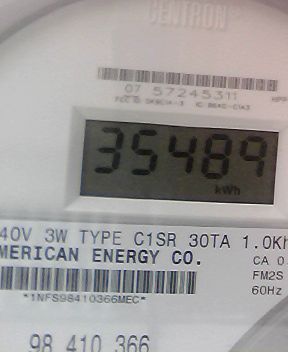 CENTRON
07 57245311
35489
kWh
40V 3W TYPE C1SR 30TA 1.0Kh
MERICAN ENERGY CO.
CA 0.
FM2S
*1NFS98410366MEC*
60Hz
98 410 366